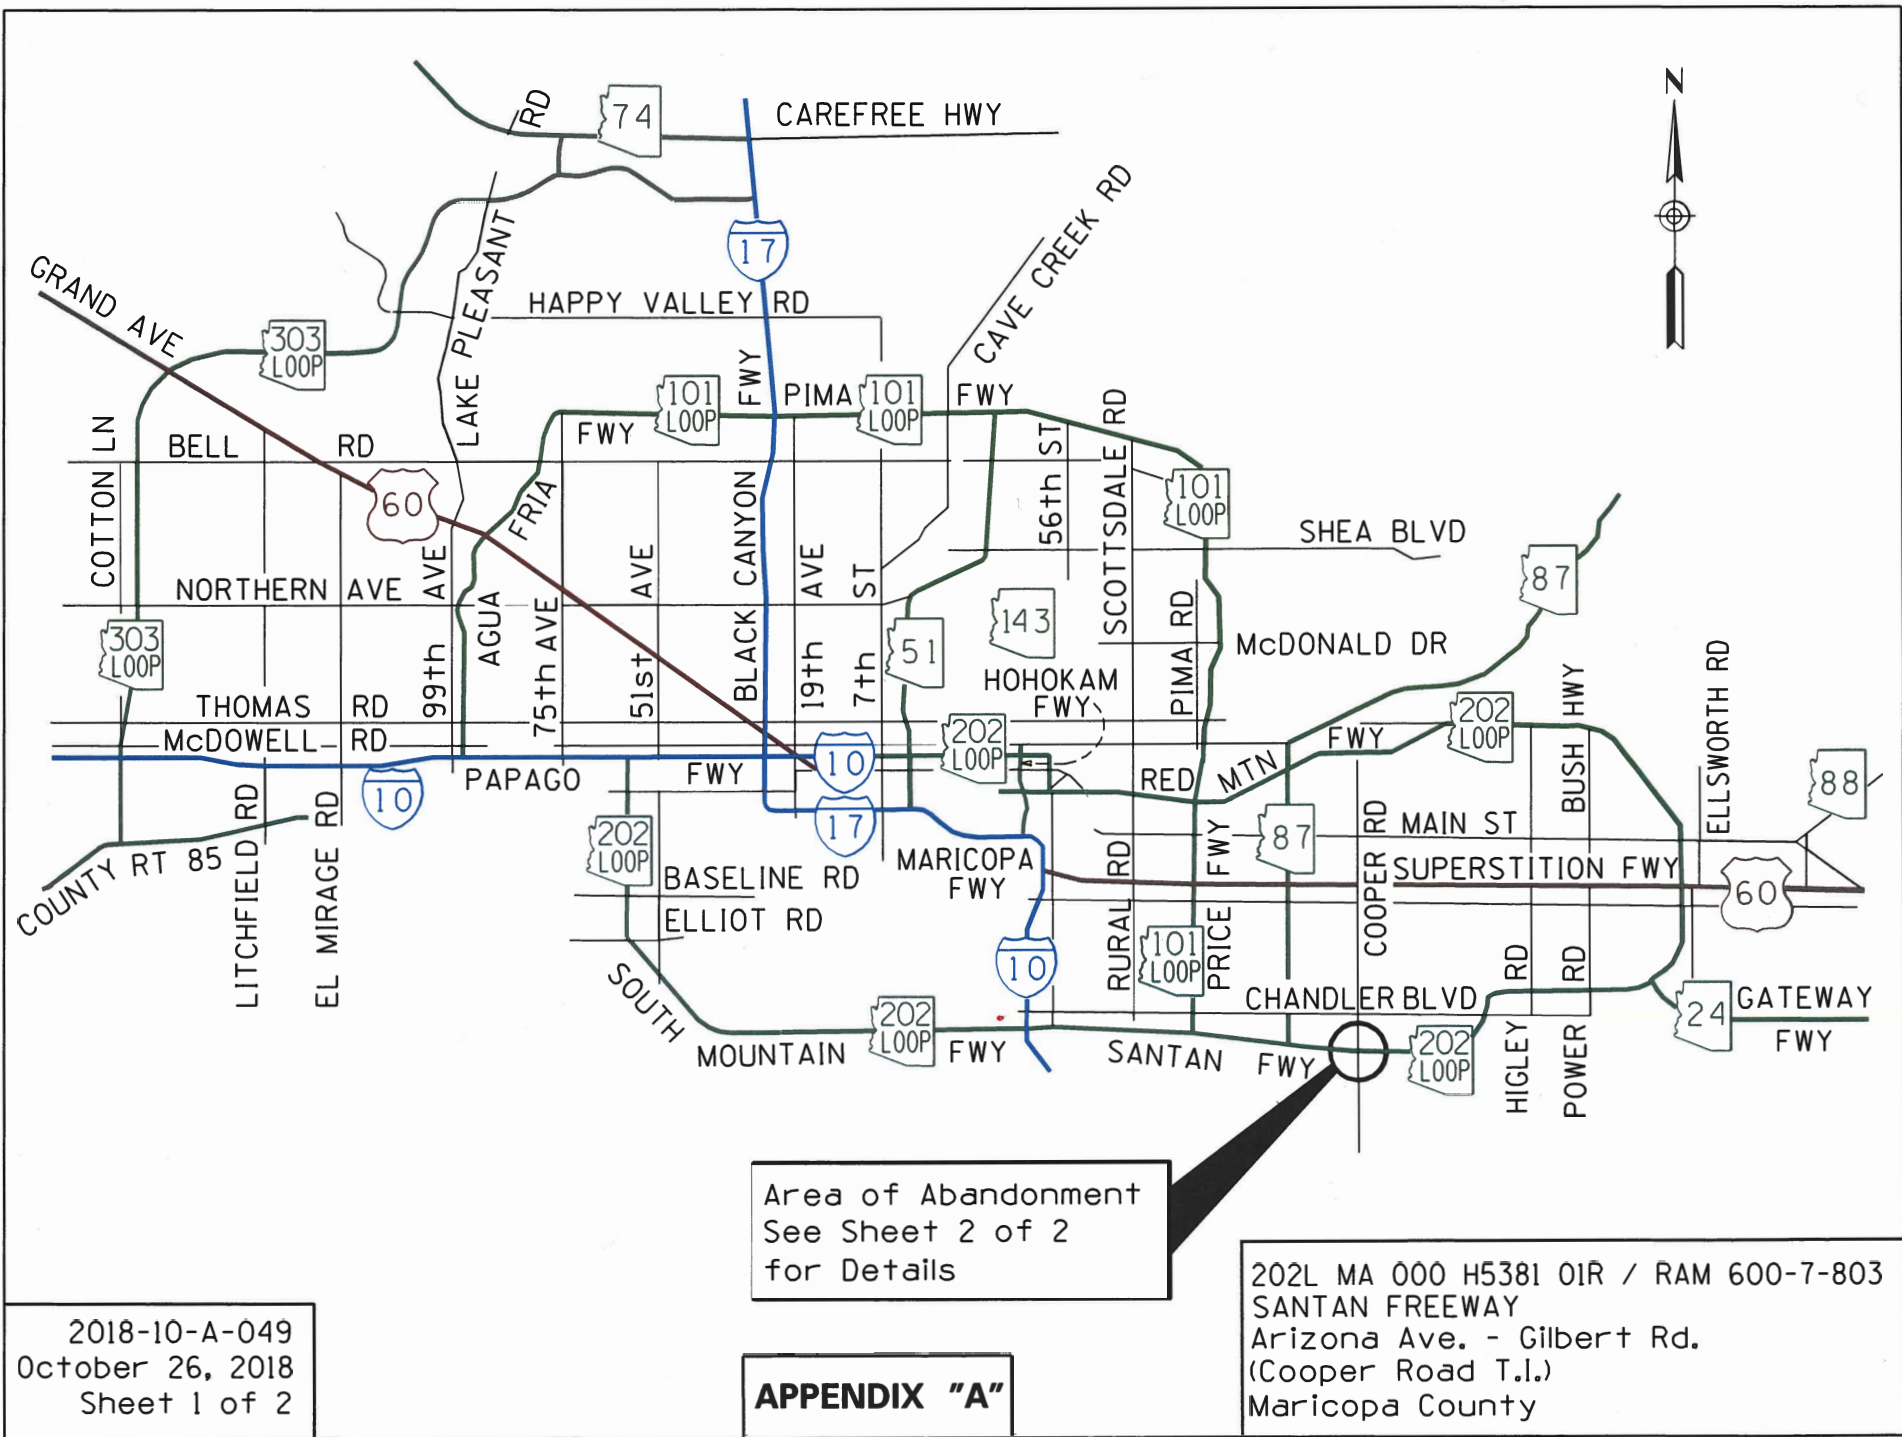 N
RD
74
CAREFREE HWY
17
CAVE CREEK RD
LAKE PLEASANT
GRAND AVE
HAPPY VALLEY RD
303 LOOP
FWY
101 LOOP
PIMA
101 LOOP
FWY
FWY
COTTON LN
BELL RD
60
AGUA FRIA
BLACK CANYON
56th ST
SCOTTSDALE RD
101 LOOP
SHEA BLVD
87
NORTHERN AVE
99th AVE
75th AVE
51st AVE
19th AVE
7th ST
143
51
PIMA RD
McDONALD DR
303 LOOP
HOHOKAM
FWY
THOMAS RD
McDOWELL RD
202 LOOP
202 LOOP
BUSH HWY
ELLSWORTH RD
10
PAPAGO FWY
10
RED MTN FWY
88
LITCHFIELD RD
EL MIRAGE RD
17
202 LOOP
87
COOPER RD
MAIN ST
COUNTY RT 85
BASELINE RD
MARICOPA
FWY
RURAL RD
PRICE FWY
SUPERSTITION FWY
60
ELLIOT RD
10
101 LOOP
CHANDLER BLVD
HIGLEY RD
POWER RD
24
GATEWAY
FWY
SOUTH
MOUNTAIN
202 LOOP
FWY
SANTAN
FWY
202 LOOP
Area of Abandonment
See Sheet 2 of 2
for Details
202L MA 000 H5381 01R / RAM 600-7-803
SANTAN FREEWAY
Arizona Ave. - Gilbert Rd.
(Cooper Road T.I.)
Maricopa County
2018-10-A-049
October 26, 2018
Sheet 1 of 2
APPENDIX "A"